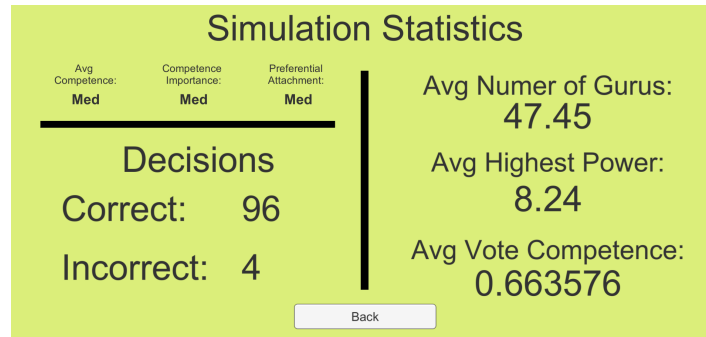 Simulation Statistics
Avg
Competence:
Med
Competence
Importance:
Med
Preferential
Attachment:
Med
Decisions
Correct: 96
Incorrect: 4
Avg Numer of Gurus:
47.45
Avg Highest Power:
8.24
Avg Vote Competence:
0.663576
Back